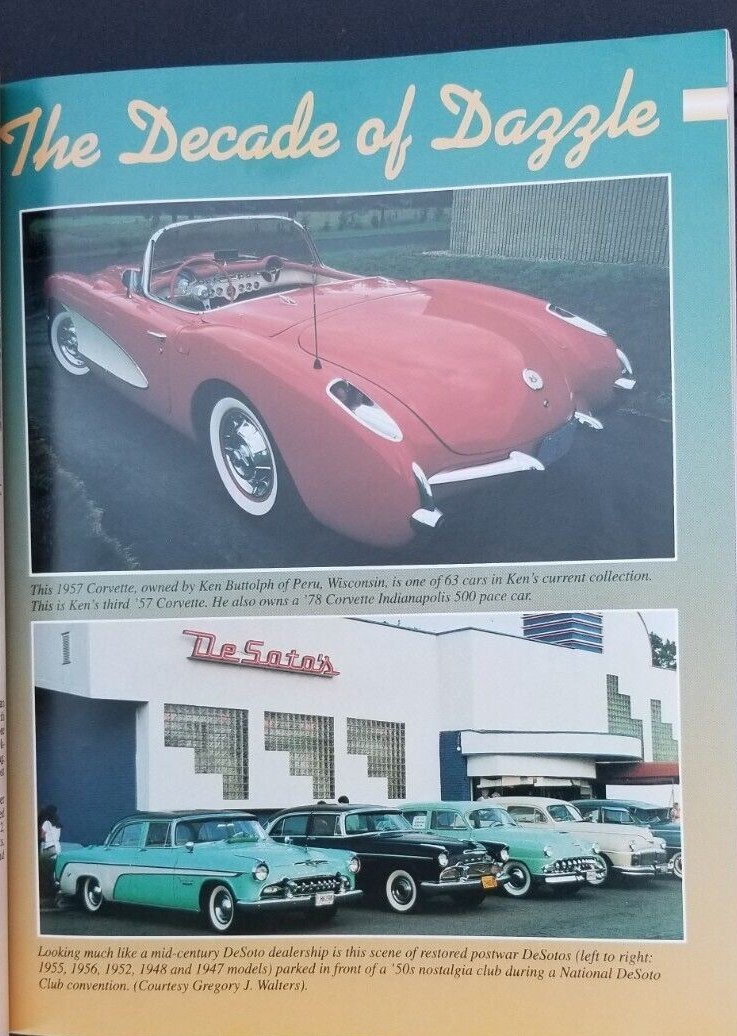 The Decade of Dazzle
This 1957 Corvette, owned by Ken Buttolph of Peru, Wisconsin, is one of 63 cars in Ken's current collection.
This is Ken's third '57 Corvette. He also owns a '78 Corvette Indianapolis 500 pace car.
De Soto's
Looking much like a mid-century DeSoto dealership is this scene of restored postwar DeSotos (left to right:
1955, 1956, 1952, 1948 and 1947 models) parked in front of a '50s nostalgia club during a National DeSoto
Club convention. (Courtesy Gregory J. Walters).